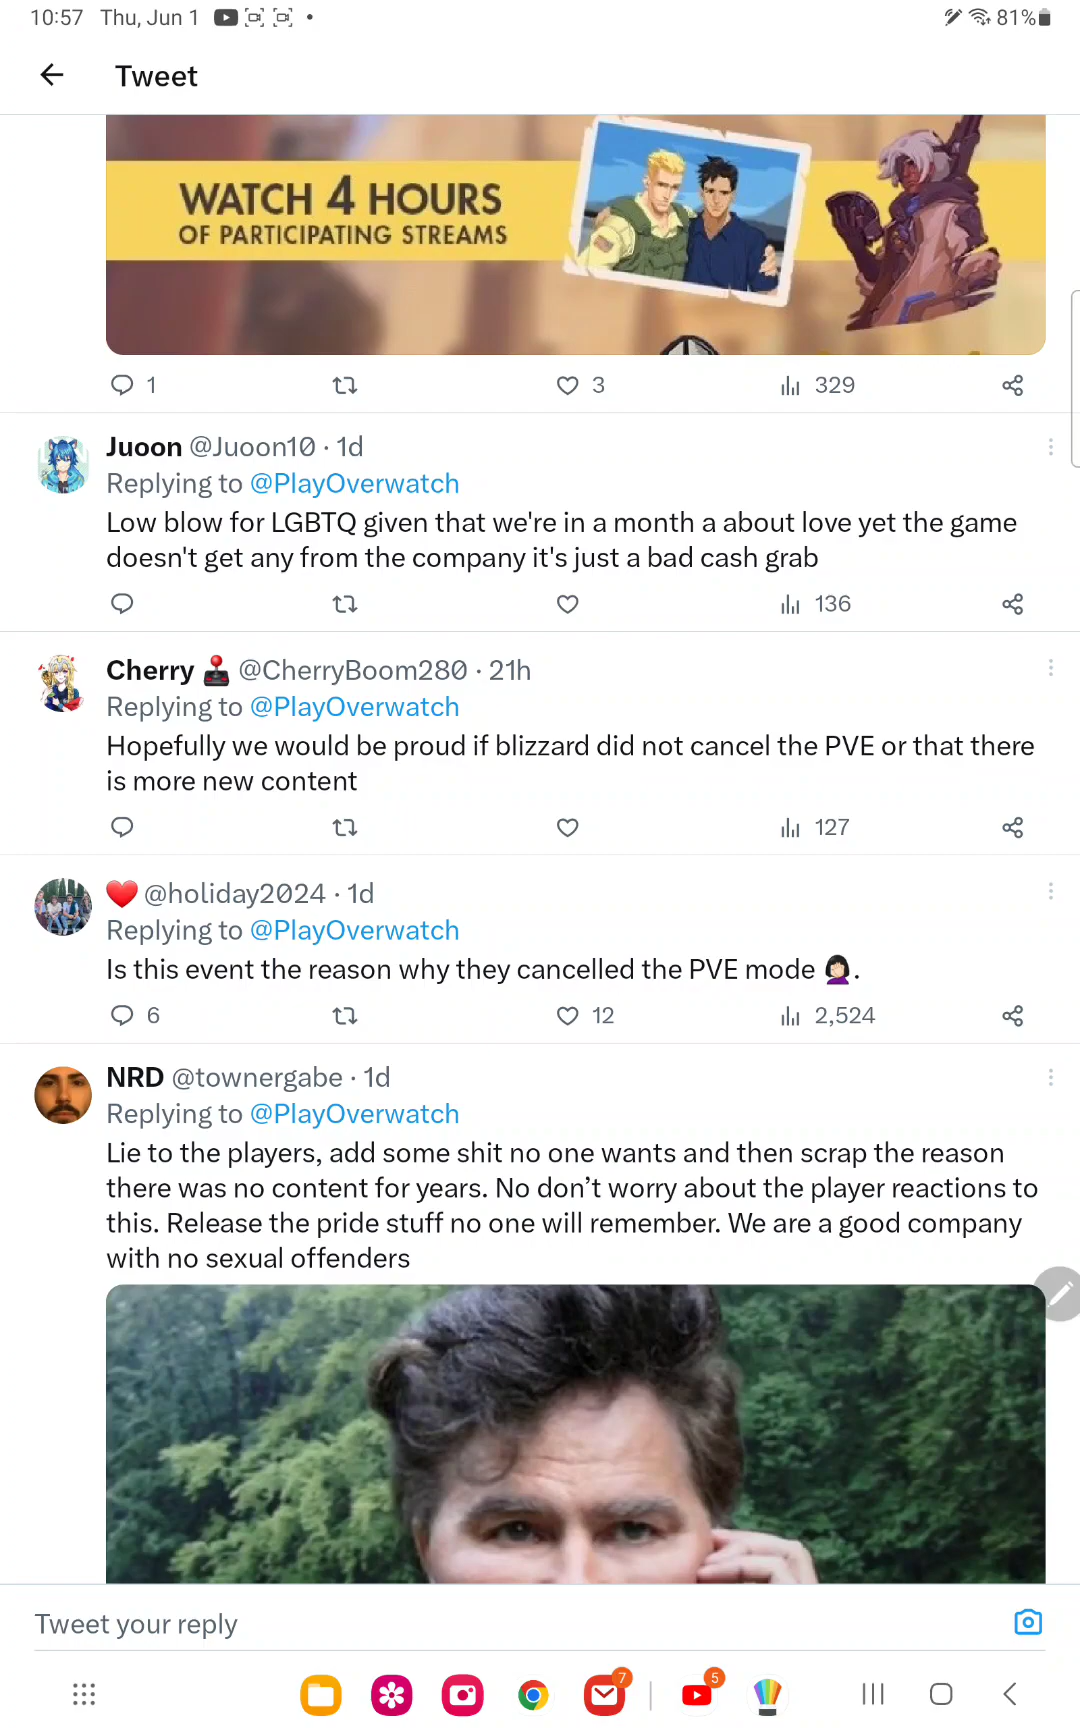 10:57 Thu, Jun 1 81%
Tweet
WATCH 4 HOURS
OF PARTICIPATING STREAMS
1 3 329
Juoon @Juoon10 · 1d
Replying to @PlayOverwatch
Low blow for LGBTQ given that we're in a month a about love yet the game
doesn't get any from the company it's just a bad cash grab
136
Cherry 🕹️ @CherryBoom280 · 21h
Replying to @PlayOverwatch
Hopefully we would be proud if blizzard did not cancel the PVE or that there
is more new content
127
❤️ @holiday2024 · 1d
Replying to @PlayOverwatch
Is this event the reason why they cancelled the PVE mode 🤦🏻‍♀️.
6 12 2,524
NRD @townergabe · 1d
Replying to @PlayOverwatch
Lie to the players, add some shit no one wants and then scrap the reason
there was no content for years. No don’t worry about the player reactions to
this. Release the pride stuff no one will remember. We are a good company
with no sexual offenders
Tweet your reply
7 5